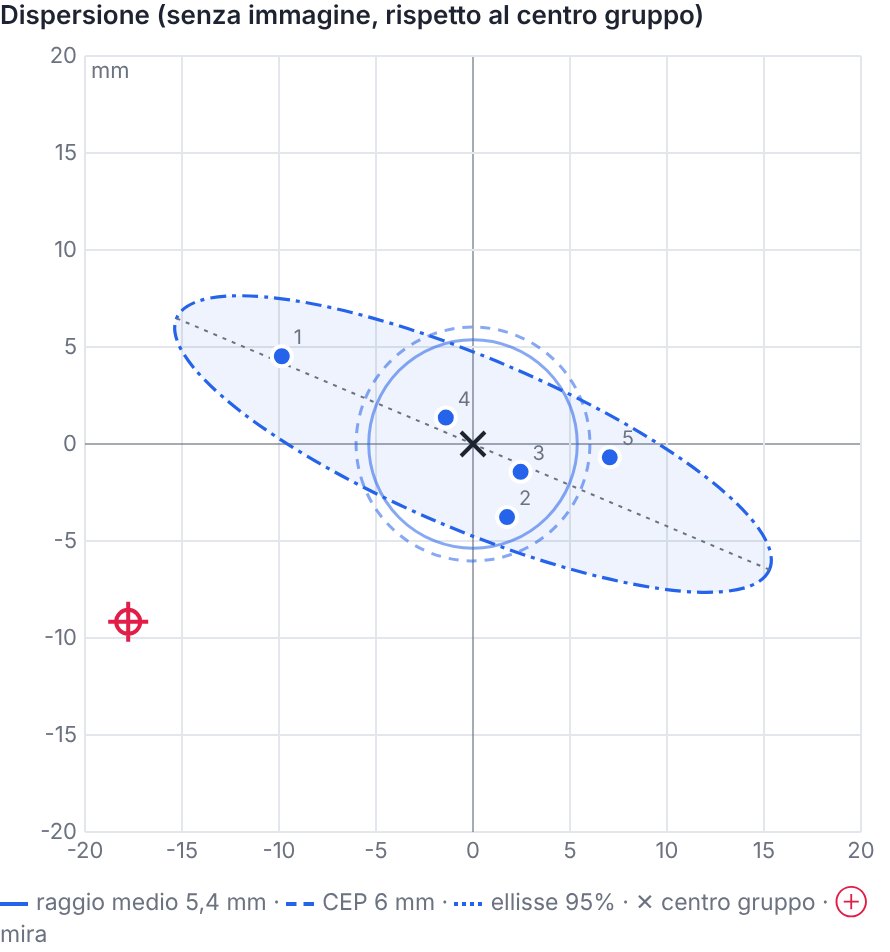 Dispersione (senza immagine, rispetto al centro gruppo)
20
mm
15
10
5
0
-5
-10
-15
-20
1
4
3
5
2
-20 -15 -10 -5 0 5 10 15 20
raggio medio 5,4 mm · CEP 6 mm · ellisse 95% · ✕ centro gruppo ·
mira